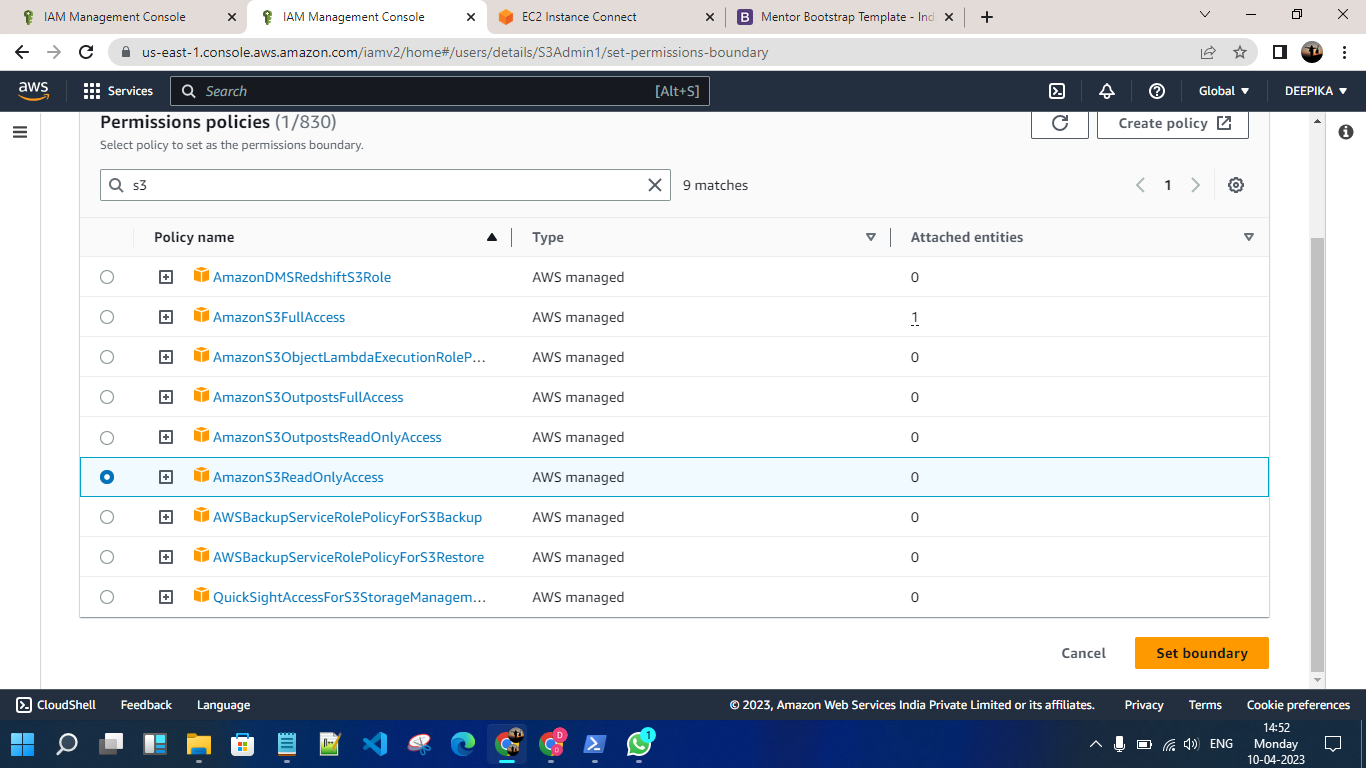 IAM Management Console
IAM Management Console
EC2 Instance Connect
Mentor Bootstrap Template - Ind
us-east-1.console.aws.amazon.com/iamv2/home#/users/details/S3Admin1/set-permissions-boundary
aws Services Search [Alt+S] Global DEEPIKA
Permissions policies (1/830)
Create policy
Select policy to set as the permissions boundary.
s3
9 matches
1
Policy name Type Attached entities
AmazonDMSRedshiftS3Role AWS managed 0
AmazonS3FullAccess AWS managed 1
AmazonS3ObjectLambdaExecutionRoleP... AWS managed 0
AmazonS3OutpostsFullAccess AWS managed 0
AmazonS3OutpostsReadOnlyAccess AWS managed 0
AmazonS3ReadOnlyAccess AWS managed 0
AWSBackupServiceRolePolicyForS3Backup AWS managed 0
AWSBackupServiceRolePolicyForS3Restore AWS managed 0
QuickSightAccessForS3StorageManagem... AWS managed 0
Cancel Set boundary
CloudShell Feedback Language © 2023, Amazon Web Services India Private Limited or its affiliates. Privacy Terms Cookie preferences
D
D
1
ENG
14:52
Monday
10-04-2023